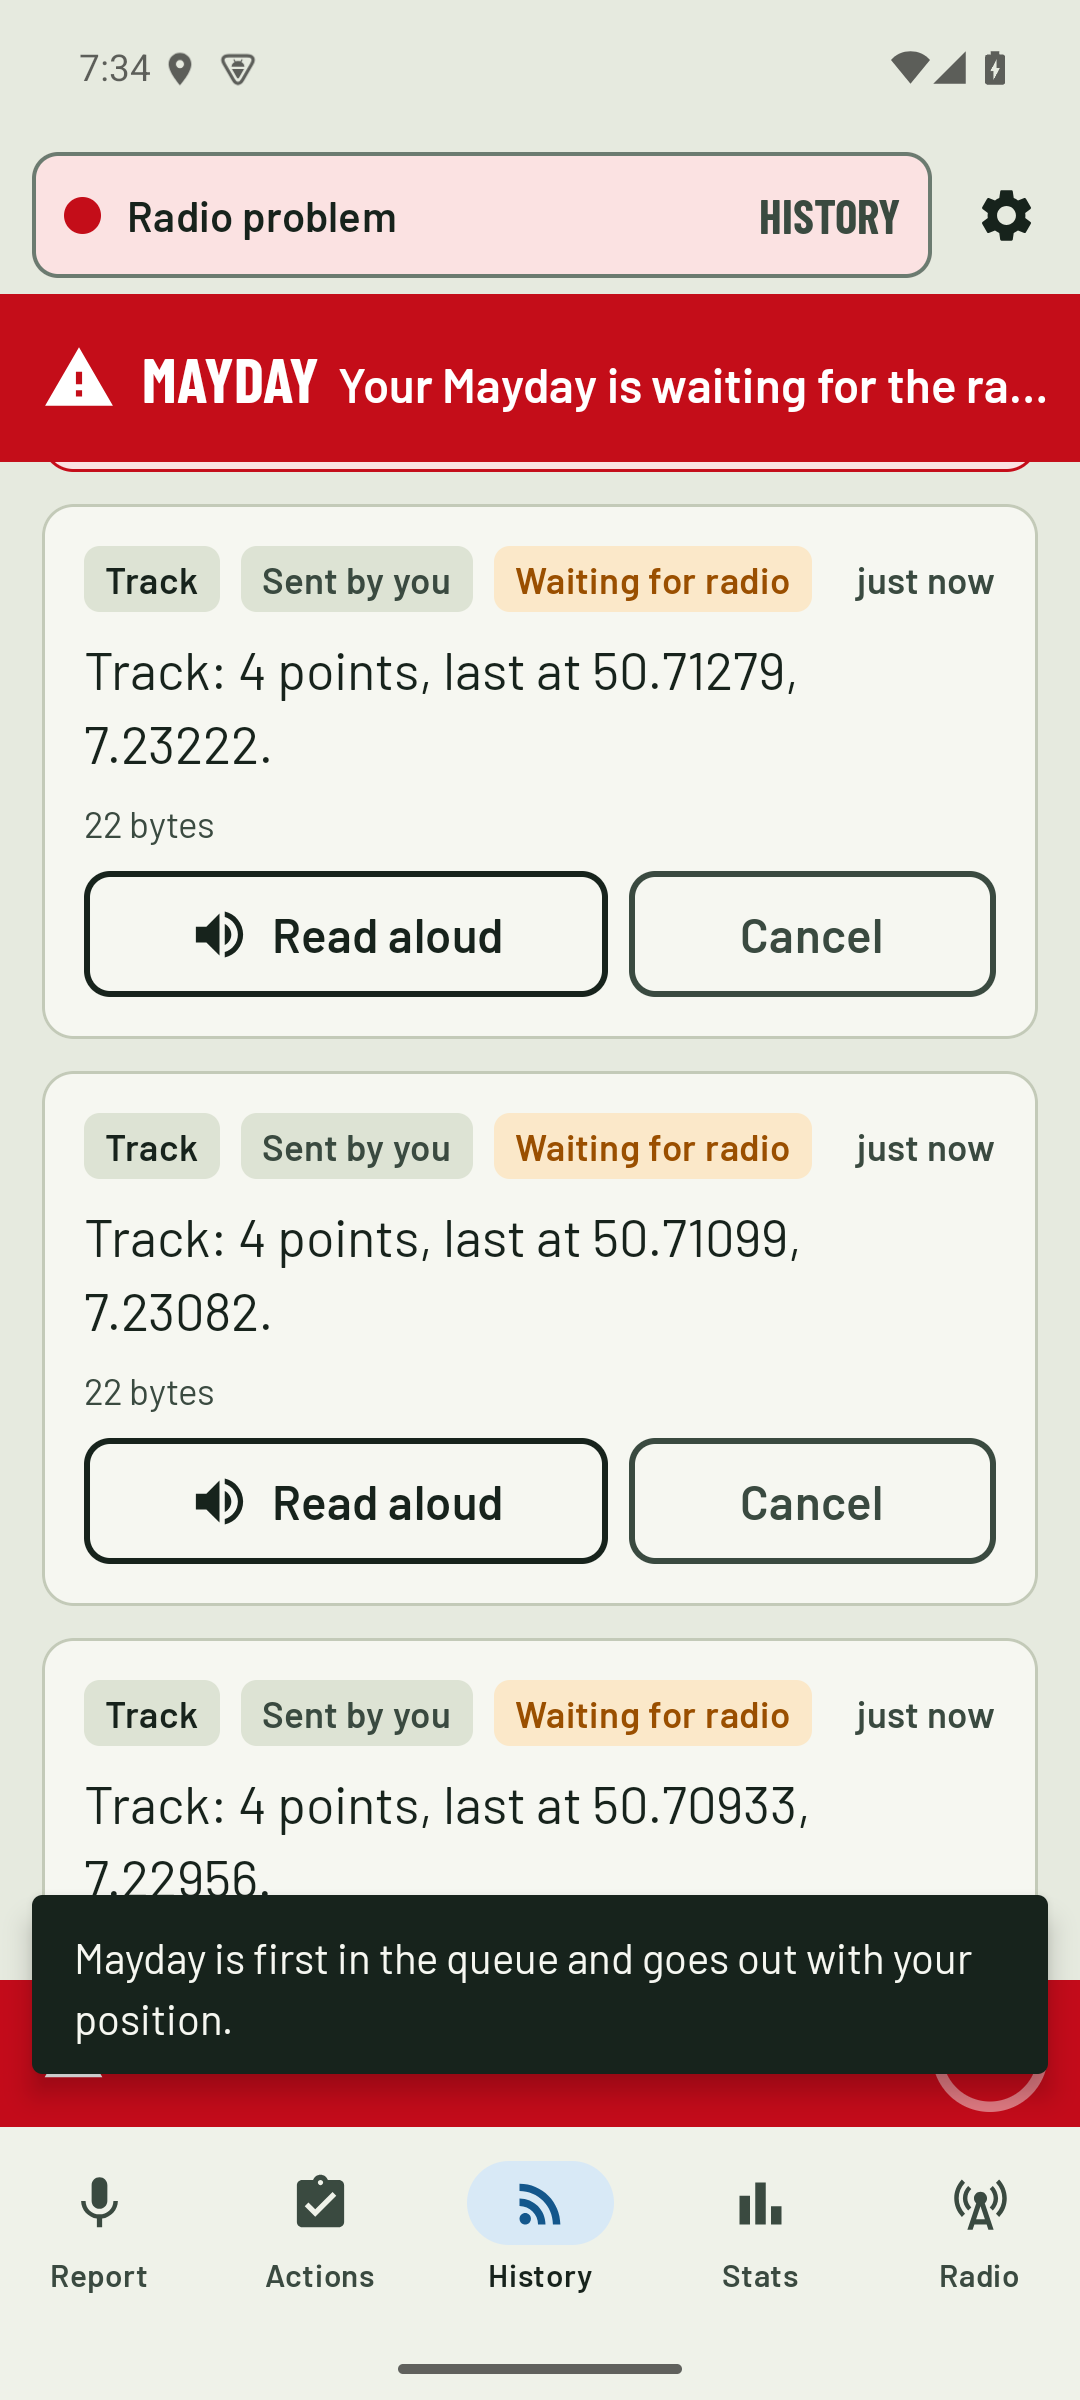 7:34
Radio problem HISTORY
MAYDAY Your Mayday is waiting for the ra...
Track Sent by you Waiting for radio just now
Track: 4 points, last at 50.71279,
7.23222.
22 bytes
Read aloud Cancel
Track Sent by you Waiting for radio just now
Track: 4 points, last at 50.71099,
7.23082.
22 bytes
Read aloud Cancel
Track Sent by you Waiting for radio just now
Track: 4 points, last at 50.70933,
7.22956.
Mayday is first in the queue and goes out with your
position.
Report Actions History Stats Radio